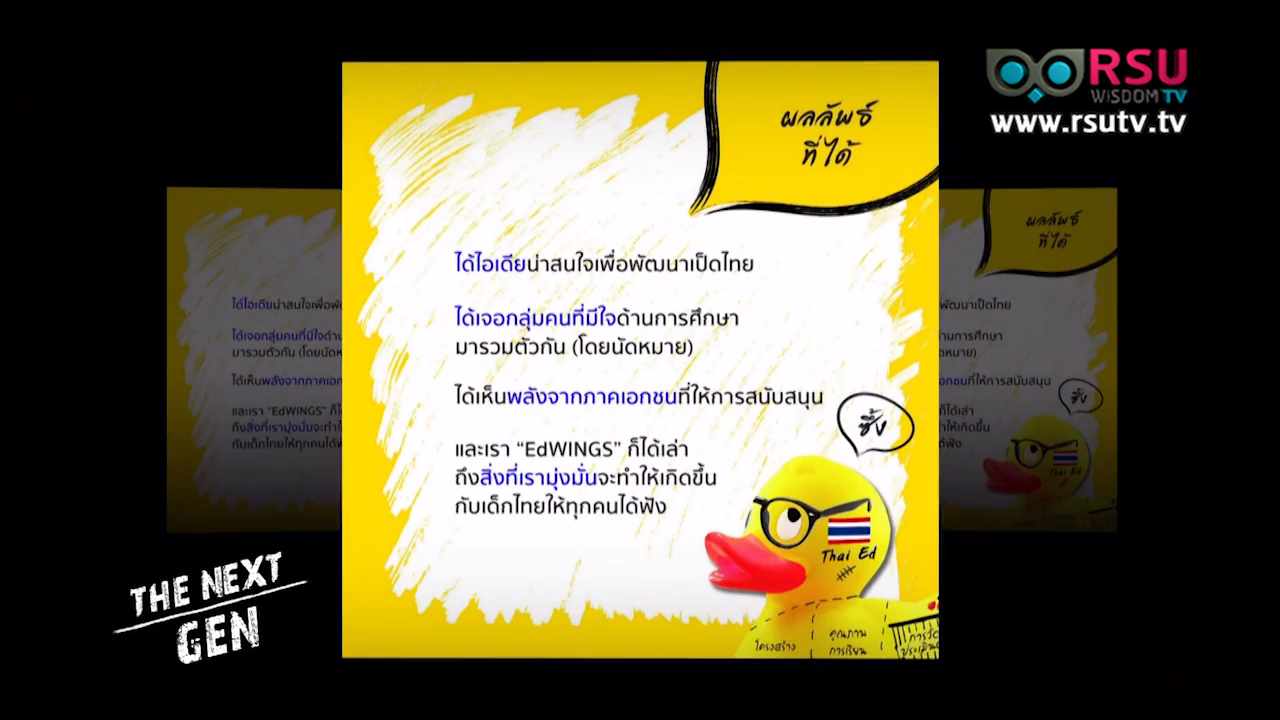 RSU
WISDOM TV
www.rsutv.tv
ผลลัพธ์
ที่ได้
ได้ไอเดียน่าสนใจเพื่อพัฒนาเป็ดไทย
ได้เจอกลุ่มคนที่มีใจด้านการศึกษา
มารวมตัวกัน (โดยนัดหมาย)
ได้เห็นพลังจากภาคเอกชนที่ให้การสนับสนุน
ซึ้ง
และเรา “EdWINGS” ก็ได้เล่า
ถึงสิ่งที่เรามุ่งมั่นจะทำให้เกิดขึ้น
กับเด็กไทยให้ทุกคนได้ฟัง
Thai Ed
โครงสร้าง
คุณภาพ
การเรียน
THE NEXT
GEN